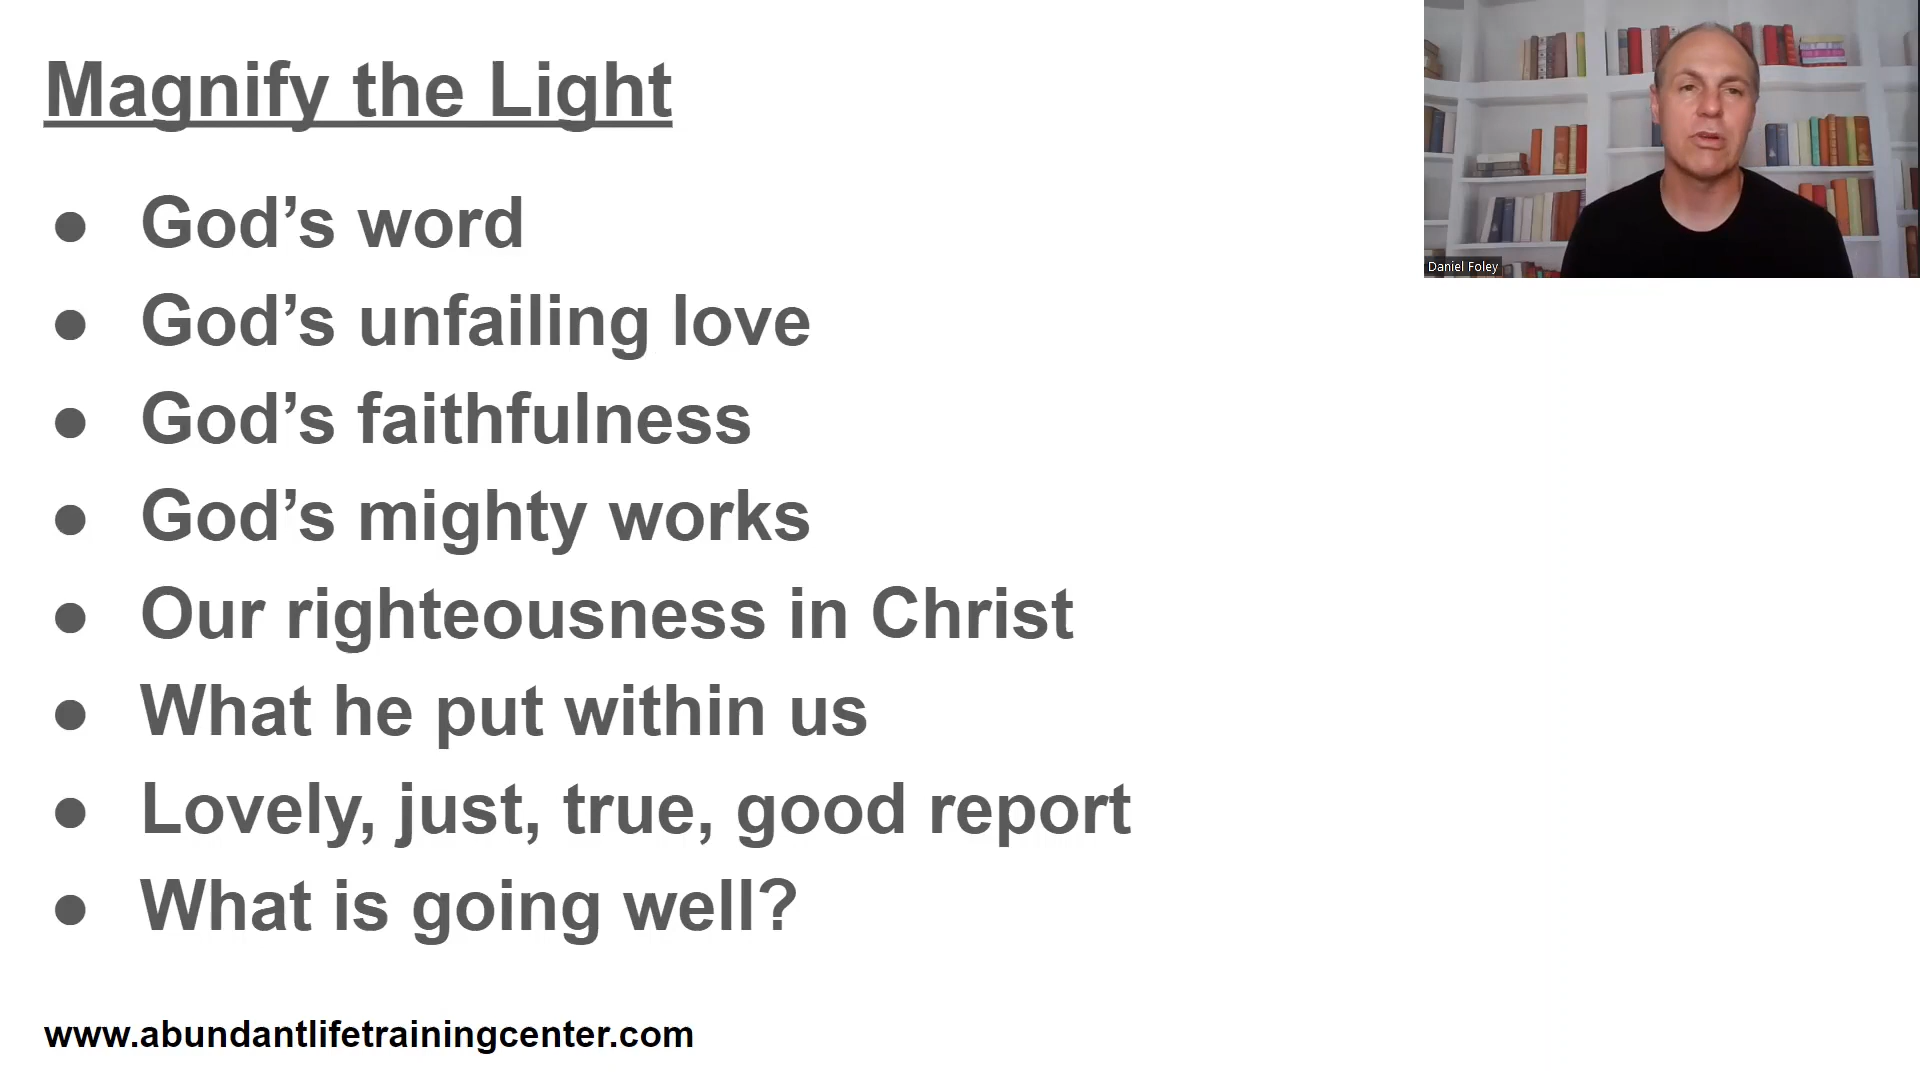 Magnify the Light
● God’s word
● God’s unfailing love
● God’s faithfulness
● God’s mighty works
● Our righteousness in Christ
● What he put within us
● Lovely, just, true, good report
● What is going well?
www.abundantlifetrainingcenter.com
Daniel Foley